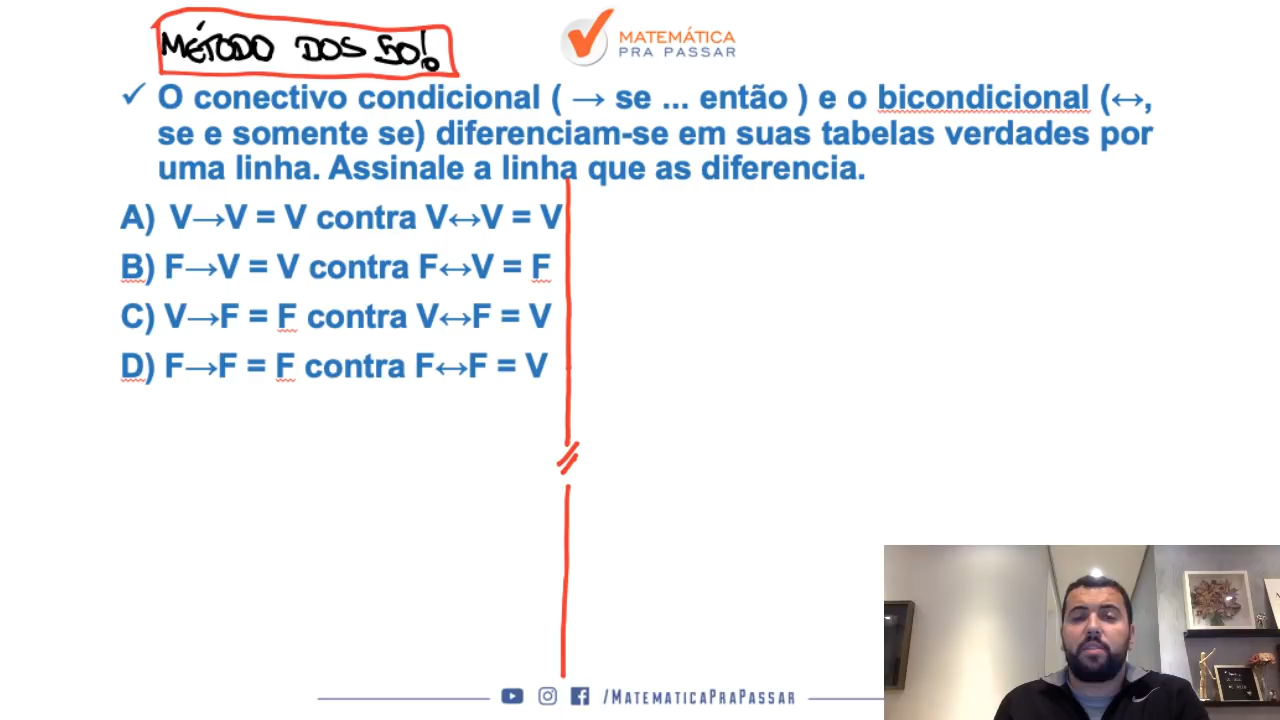 MÉTODO DOS 50!
MATEMÁTICA
PRA PASSAR
✓ O conectivo condicional ( → se ... então ) e o bicondicional (↔,
se e somente se) diferenciam-se em suas tabelas verdades por
uma linha. Assinale a linha que as diferencia.
A) V→V = V contra V↔V = V
B) F→V = V contra F↔V = F
C) V→F = F contra V↔F = V
D) F→F = F contra F↔F = V
/MATEMATICAPRAPASSAR